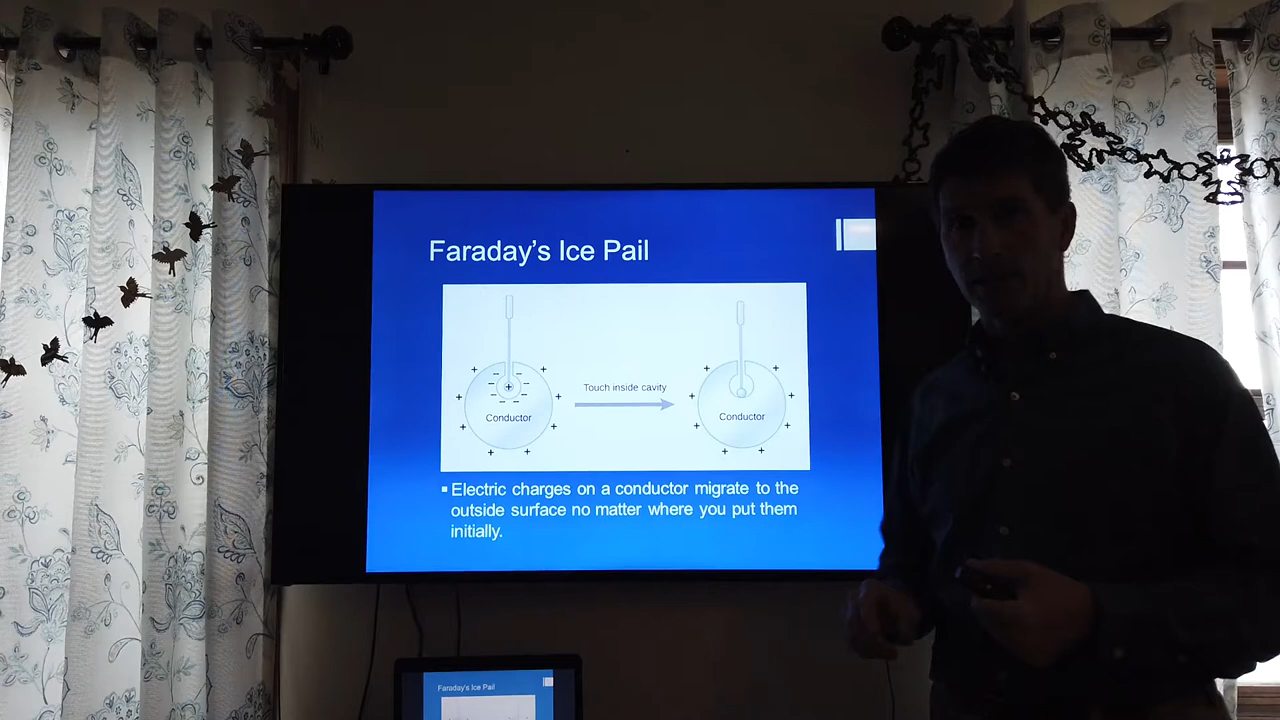 Faraday's Ice Pail
Touch inside cavity
Conductor
Conductor
Electric charges on a conductor migrate to the
outside surface no matter where you put them
initially.
Faraday's Ice Pail